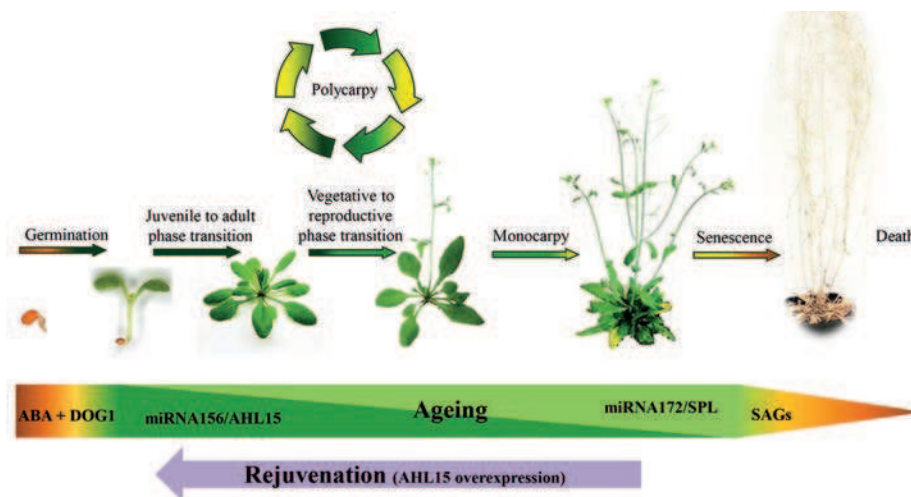 Polycarpy
Germination
Juvenile to adult
phase transition
Vegetative to
reproductive
phase transition
Monocarpy
Senescence
Death
ABA + DOG1
miRNA156/AHL15
Ageing
miRNA172/SPL
SAGs
Rejuvenation (AHL15 overexpression)